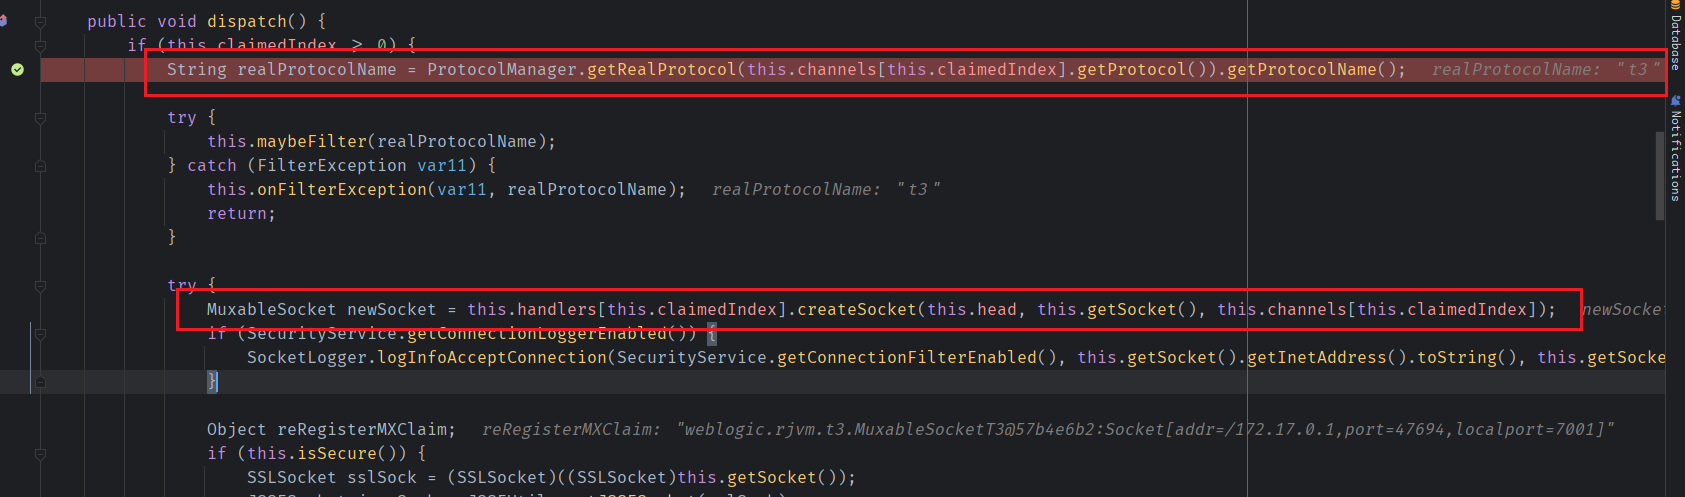 public void dispatch() {
if (this.claimedIndex >= 0) {
String realProtocolName = ProtocolManager.getRealProtocol(this.channels[this.claimedIndex].getProtocol()).getProtocolName();   realProtocolName: "t3"
try {
this.maybeFilter(realProtocolName);
} catch (FilterException var11) {
this.onFilterException(var11, realProtocolName);   realProtocolName: "t3"
return;
}
try {
MuxableSocket newSocket = this.handlers[this.claimedIndex].createSocket(this.head, this.getSocket(), this.channels[this.claimedIndex]);   newSocket
if (SecurityService.getConnectionLoggerEnabled()) {
SocketLogger.logInfoAcceptConnection(SecurityService.getConnectionFilterEnabled(), this.getSocket().getInetAddress().toString(), this.getSocke
}
Object reRegisterMXClaim;   reRegisterMXClaim: "weblogic.rjvm.t3.MuxableSocketT3@57b4e6b2:Socket[addr=/172.17.0.1,port=47694,localport=7001]"
if (this.isSecure()) {
SSLSocket sslSock = (SSLSocket)((SSLSocket)this.getSocket());
Database
Notifications